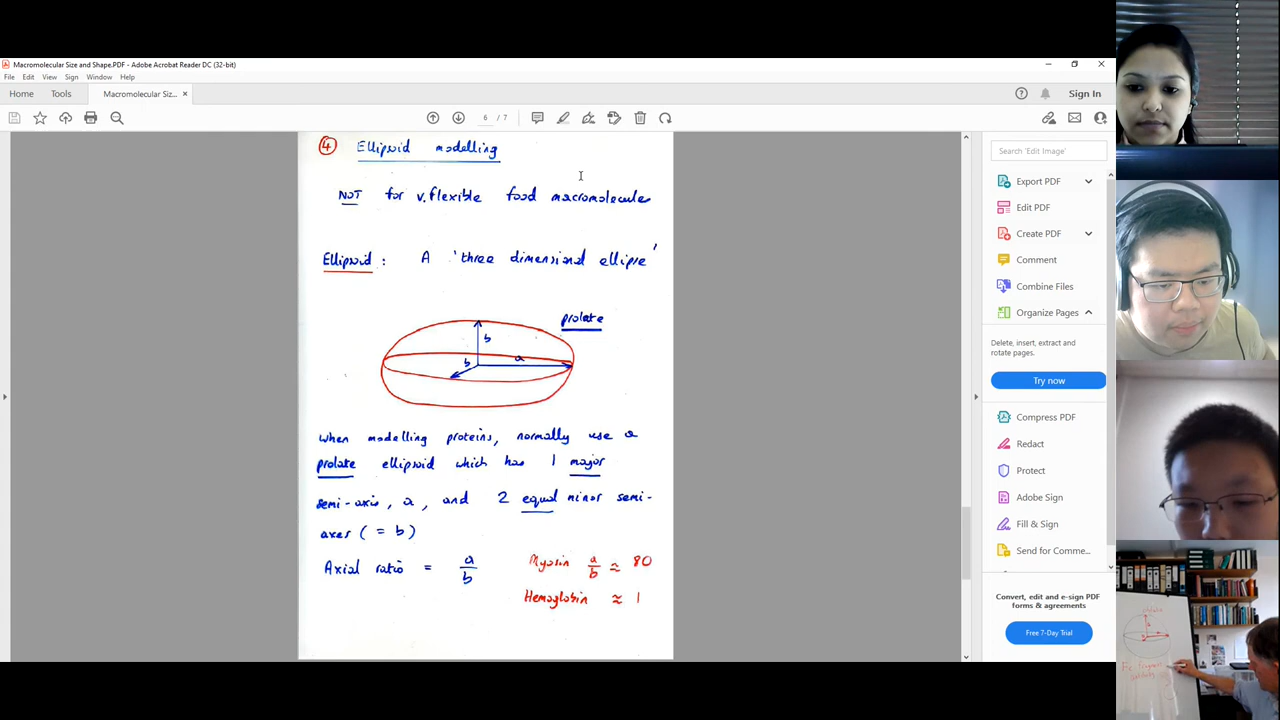 Macromolecular Size and Shape.PDF - Adobe Acrobat Reader DC (32-bit)
File Edit View Sign Window Help
Home Tools Macromolecular Siz... × Sign In
6 / 7
④ Ellipsoid modelling
NOT for v. flexible food macromolecules
Ellipsoid : A 'three dimensional ellipse'
prolate
b
b a
When modelling proteins, normally use a
prolate ellipsoid which has 1 major
semi-axis, a, and 2 equal minor semi-
axes (= b)
Axial ratio = a/b
Myosin a/b ≈ 80
Hemoglobin ≈ 1
Search 'Edit Image'
Export PDF
Edit PDF
Create PDF
Comment
Combine Files
Organize Pages
Delete, insert, extract and
rotate pages.
Try now
Compress PDF
Redact
Protect
Adobe Sign
Fill & Sign
Send for Comme...
Convert, edit and e-sign PDF
forms & agreements
Free 7-Day Trial